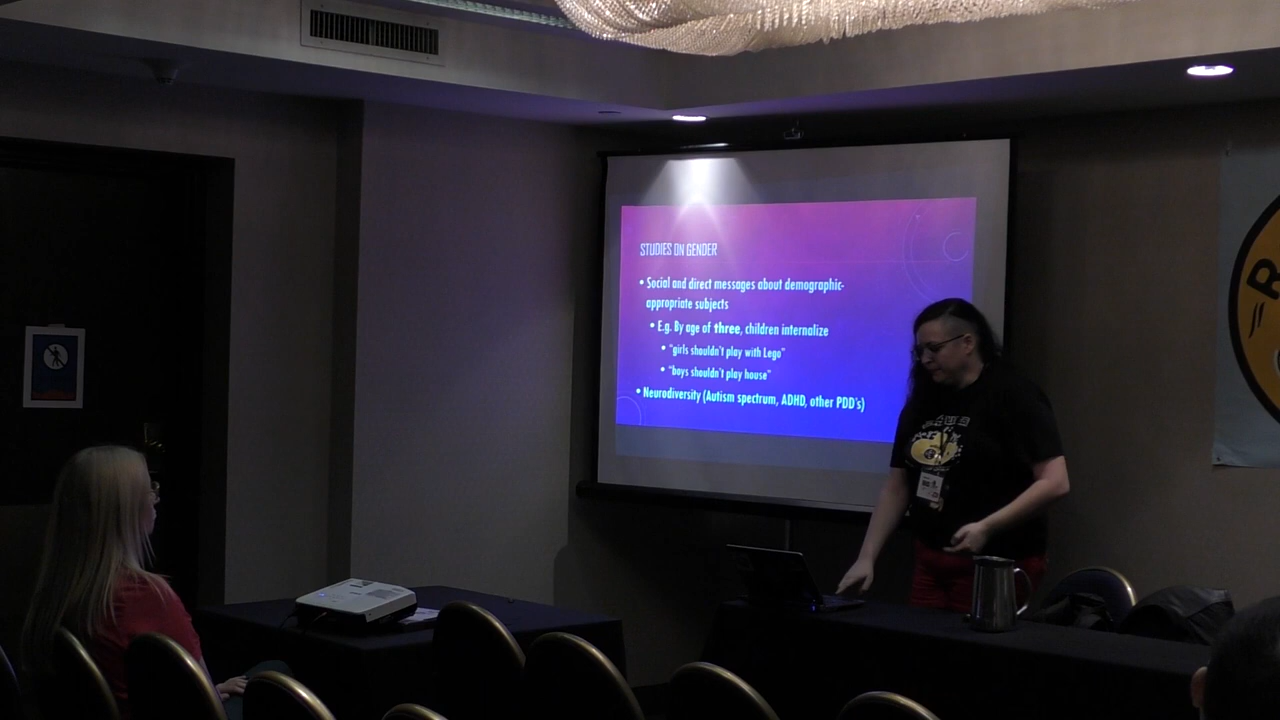 STUDIES ON GENDER
• Social and direct messages about demographic-
appropriate subjects
• E.g. By age of three, children internalize
• "girls shouldn't play with Lego"
• "boys shouldn't play house"
• Neurodiversity (Autism spectrum, ADHD, other PDD's)